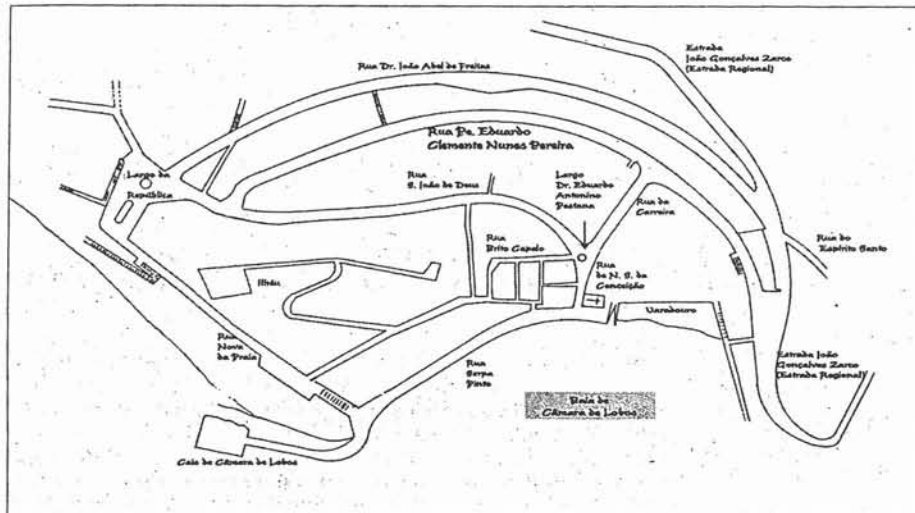 Estrada
João Gonçalves Zarco
(Estrada Regional)
Rua Dr. João Abel de Freitas
Rua Pe. Eduardo
Clemente Nunes Pereira
Largo da
República
Rua
S. João de Deus
Largo
Dr. Eduardo
Antonino
Pestana
Rua da
Carreira
Rua do
Espírito Santo
Rua
Brito Capelo
Rua
de N. S. da
Conceição
Ilhéu
Varadouro
Rua
Nova
da Praia
Rua
Serpa
Pinto
Estrada João
Gonçalves Zarco
(Estrada Regional)
Baía de
Câmara de Lobos
Cais de Câmara de Lobos